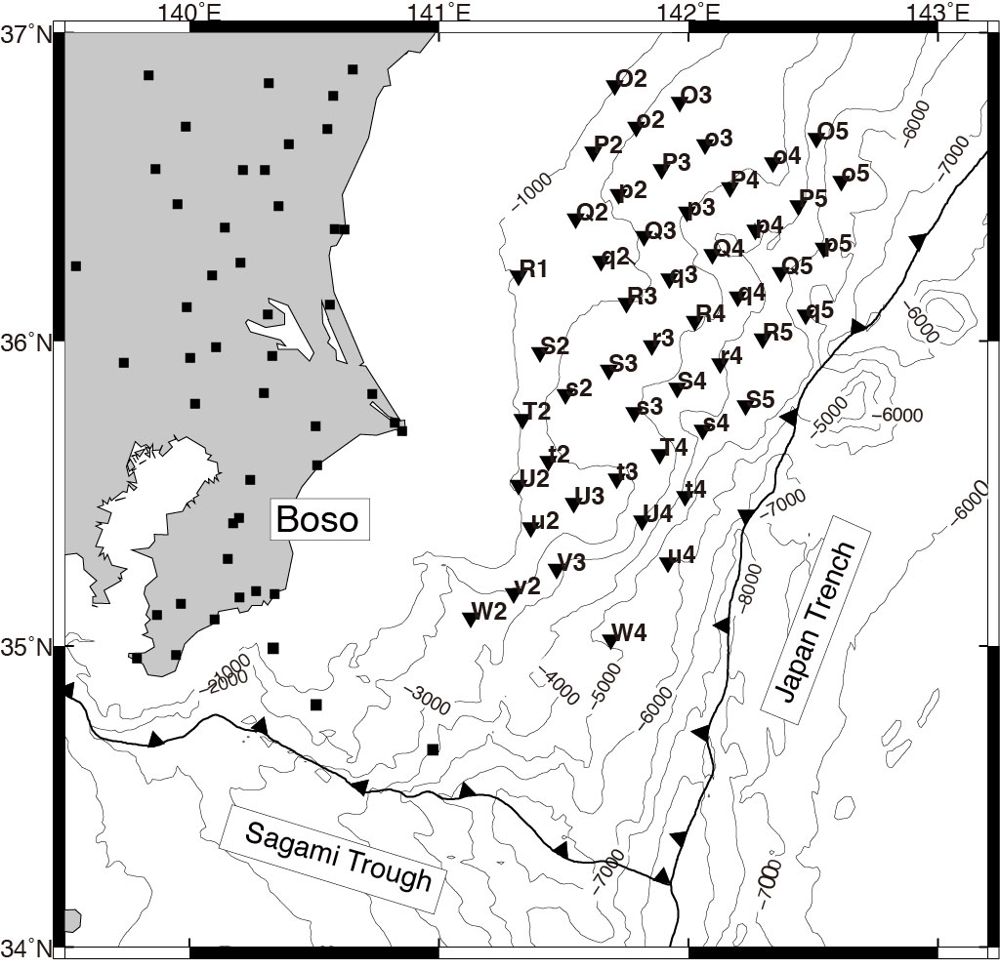 140°E 141°E 142°E 143°E
37°N
O2
O3
o2
o3
O5
−6000
P2
P3
o4
o5
−7000
−1000
p2
P4
P5
Q2
p3
p4
Q3
Q4
p5
R1
q2
q3
Q5
R3
q4
R4
q5
−6000
36°N
S2
r3
R5
S3
r4
s2
S4
S5
T2
s3
s4
−5000
−6000
t2
T4
U2
t3
t4
−6000
U3
−7000
Boso
u2
U4
V3
u4
−8000
v2
W2
Japan Trench
35°N
W4
−1000
−2000
−3000
−4000
−5000
−6000
Sagami Trough
−7000
−7000
34°N